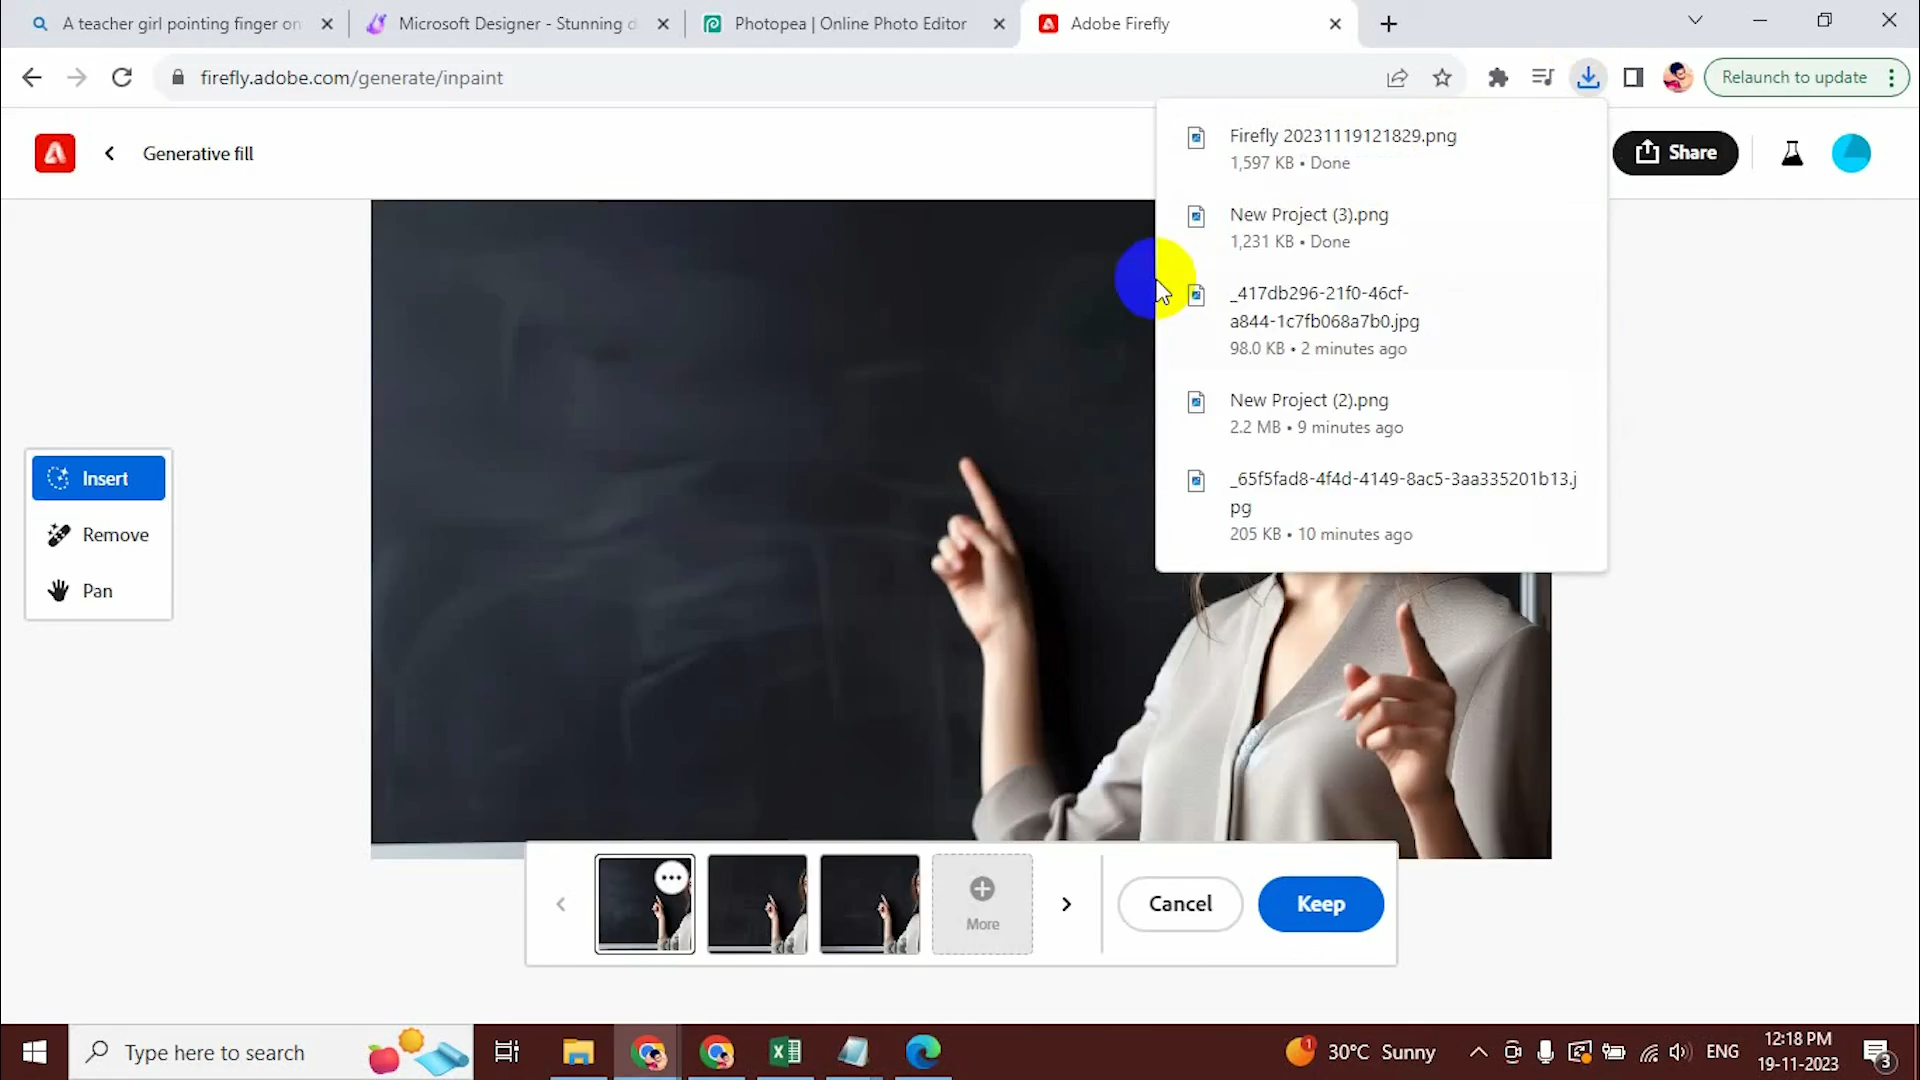 A teacher girl pointing finger on
Microsoft Designer - Stunning d
Photopea | Online Photo Editor
Adobe Firefly
firefly.adobe.com/generate/inpaint
Relaunch to update
Generative fill
Share
Firefly 20231119121829.png
1,597 KB • Done
New Project (3).png
1,231 KB • Done
_417db296-21f0-46cf-
a844-1c7fb068a7b0.jpg
98.0 KB • 2 minutes ago
New Project (2).png
2.2 MB • 9 minutes ago
_65f5fad8-4f4d-4149-8ac5-3aa335201b13.j
pg
205 KB • 10 minutes ago
Insert
Remove
Pan
More
Cancel
Keep
Type here to search
1
30°C Sunny
ENG
12:18 PM
19-11-2023
3